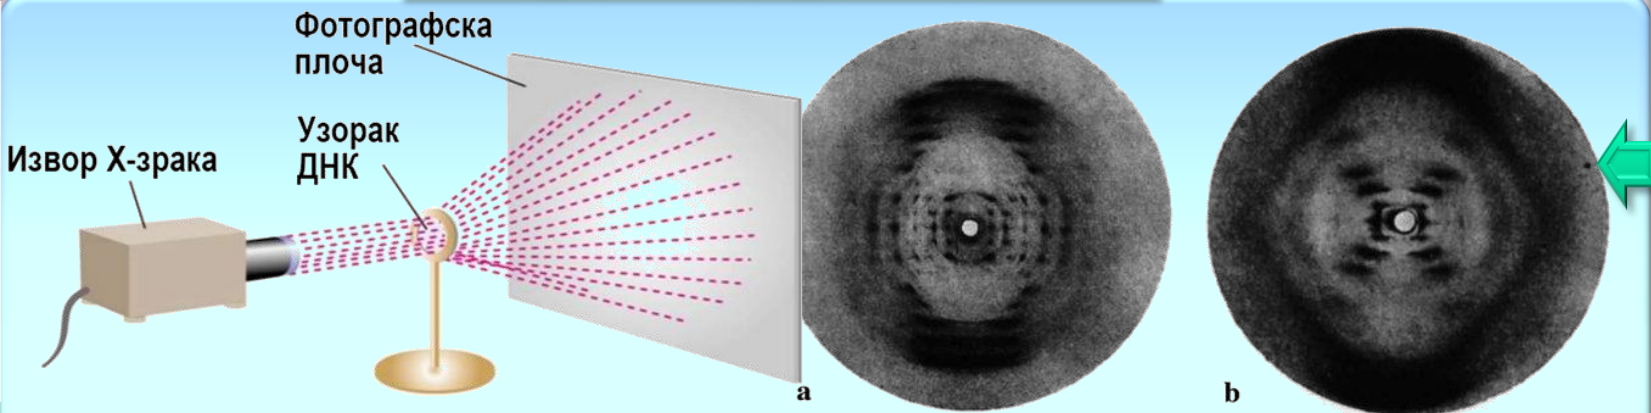 Фотографска
плоча
Узорак
ДНК
Извор Х-зрака
a
b